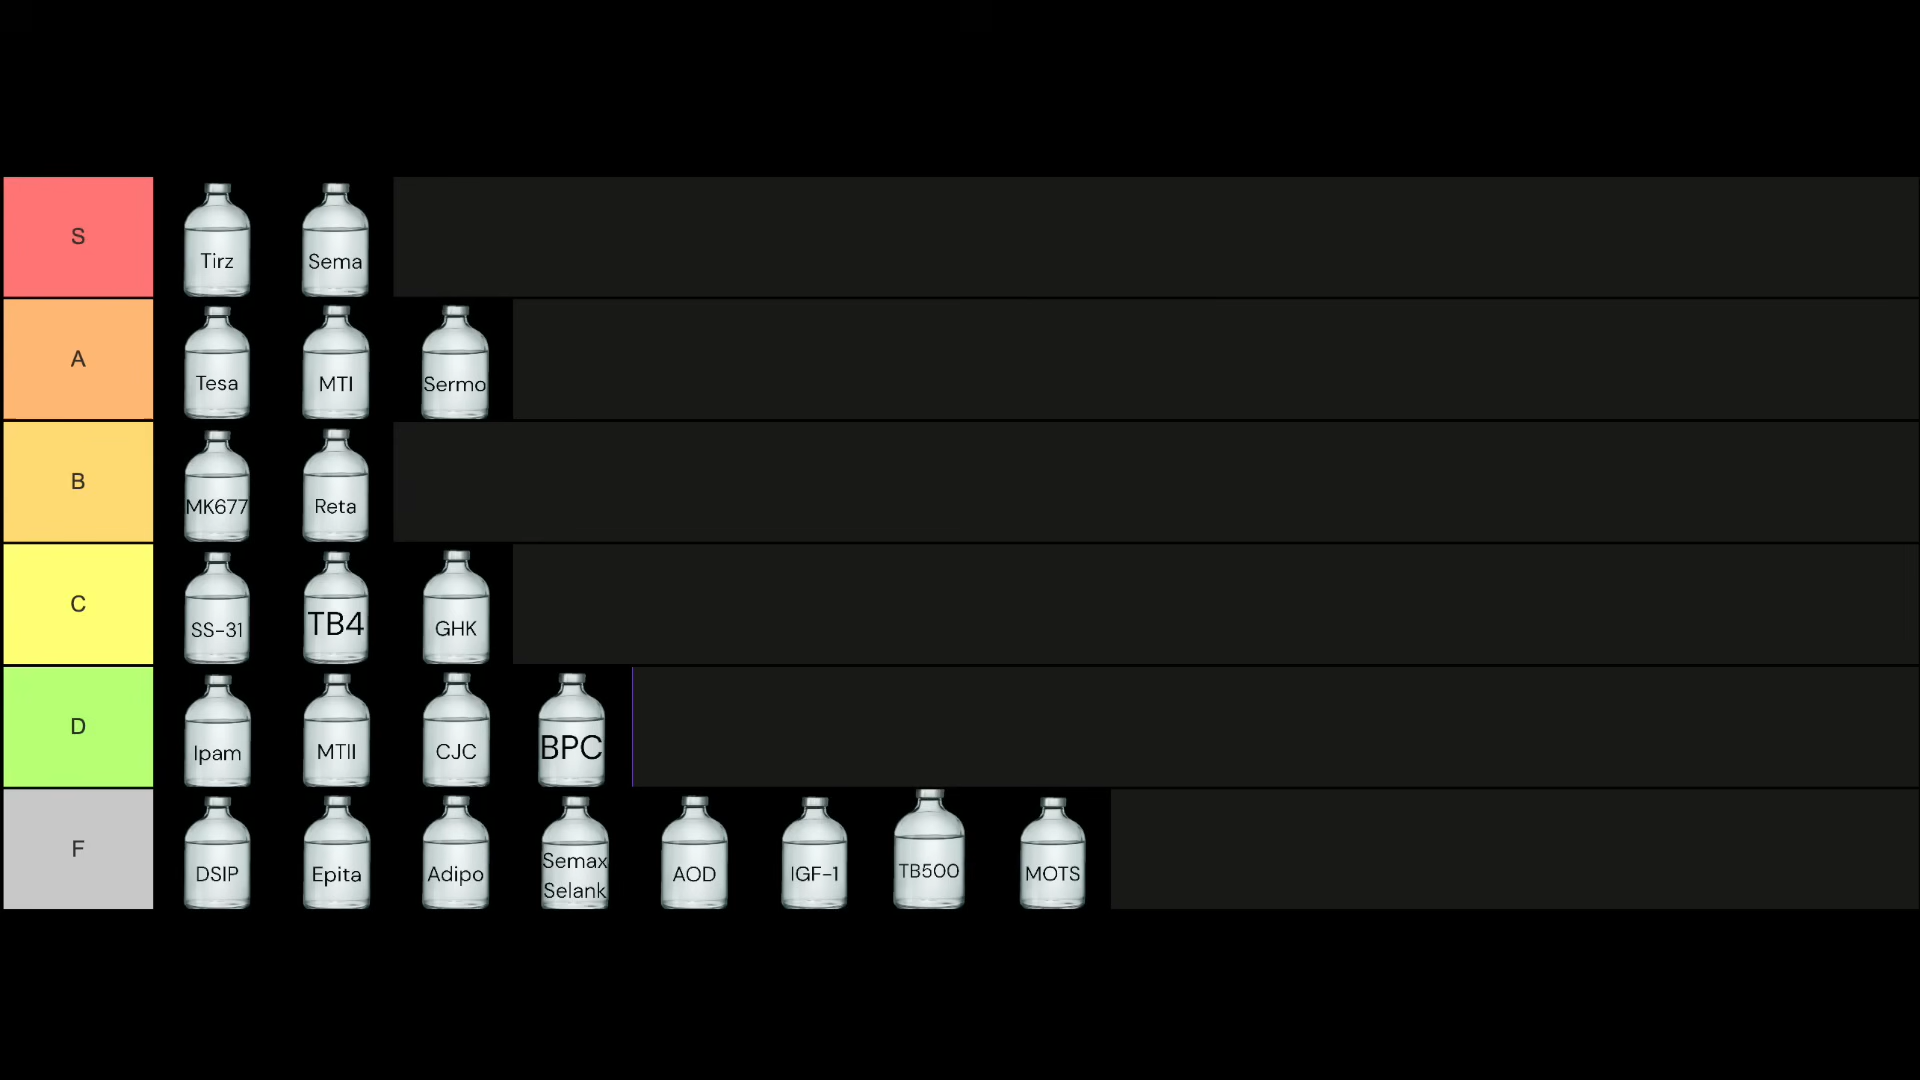 S
Tirz
Sema
A
Tesa
MTI
Sermo
B
MK677
Reta
C
SS-31
TB4
GHK
D
Ipam
MTII
CJC
BPC
F
DSIP
Epita
Adipo
Semax
Selank
AOD
IGF-1
TB500
MOTS